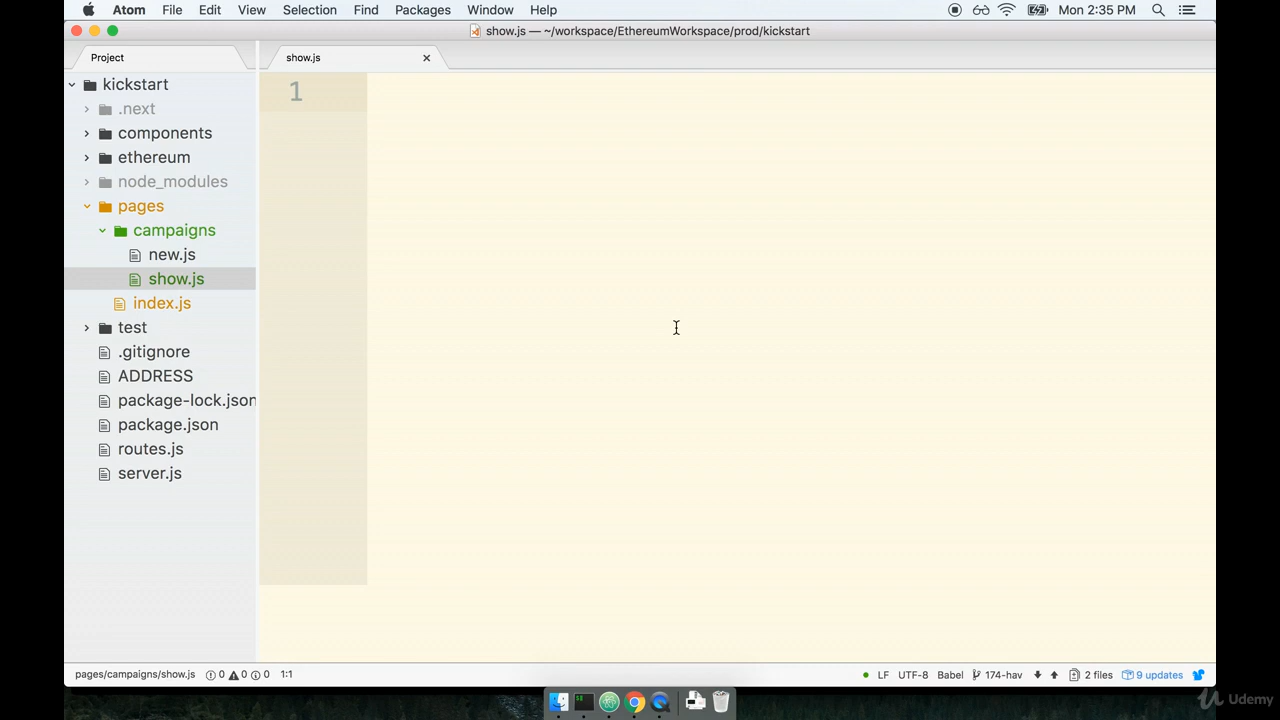 Atom File Edit View Selection Find Packages Window Help Mon 2:35 PM
show.js — ~/workspace/EthereumWorkspace/prod/kickstart
Project show.js
kickstart
1
.next
components
ethereum
node_modules
pages
campaigns
new.js
show.js
index.js
test
.gitignore
ADDRESS
package-lock.json
package.json
routes.js
server.js
pages/campaigns/show.js 0 0 0 1:1 LF UTF-8 Babel 174-hav 2 files 9 updates
Udemy